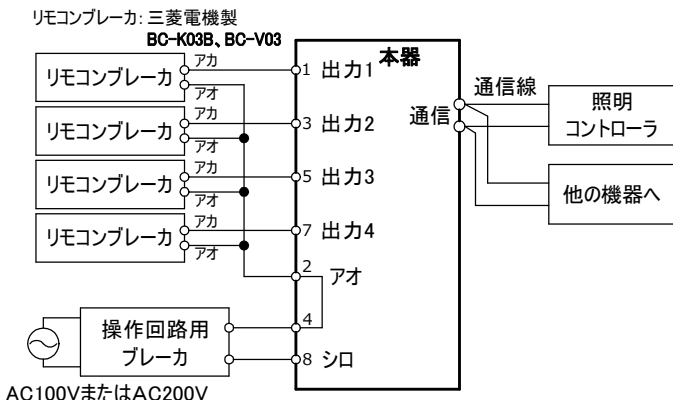 リモコンブレーカ: 三菱電機製
BC-K03B、BC-V03
リモコンブレーカ
アカ
アオ
リモコンブレーカ
アカ
アオ
リモコンブレーカ
アカ
アオ
リモコンブレーカ
アカ
アオ
本器
1 出力1
3 出力2
5 出力3
7 出力4
2
アオ
4
8 シロ
通信
通信線
照明
コントローラ
他の機器へ
操作回路用
ブレーカ
AC100VまたはAC200V